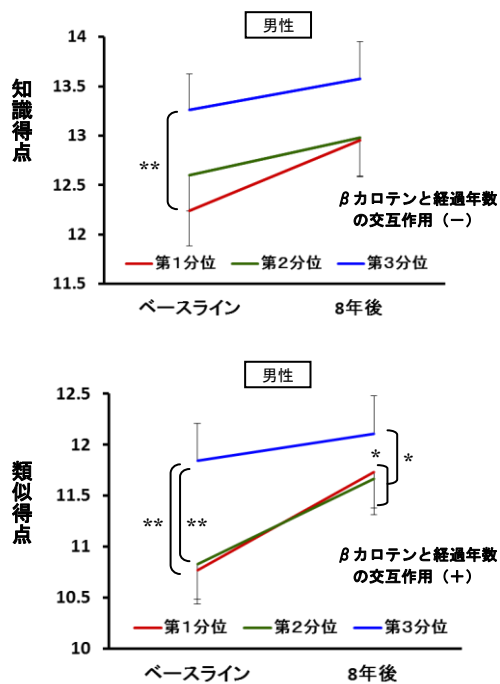 男性
知識得点
14
13.5
13
12.5
12
11.5
**
βカロテンと経過年数
の交互作用（－）
第1分位 第2分位 第3分位
ベースライン 8年後
男性
類似得点
12.5
12
11.5
11
10.5
10
** **
* *
βカロテンと経過年数
の交互作用（＋）
第1分位 第2分位 第3分位
ベースライン 8年後